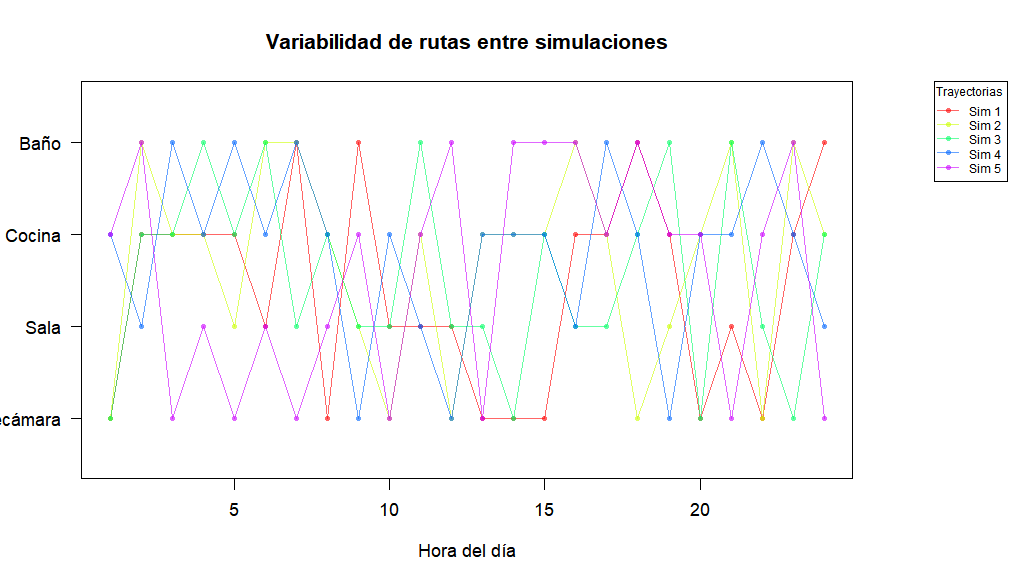 Variabilidad de rutas entre simulaciones
Baño
Cocina
Sala
ecámara
5
10
15
20
Hora del día
Trayectorias
Sim 1
Sim 2
Sim 3
Sim 4
Sim 5